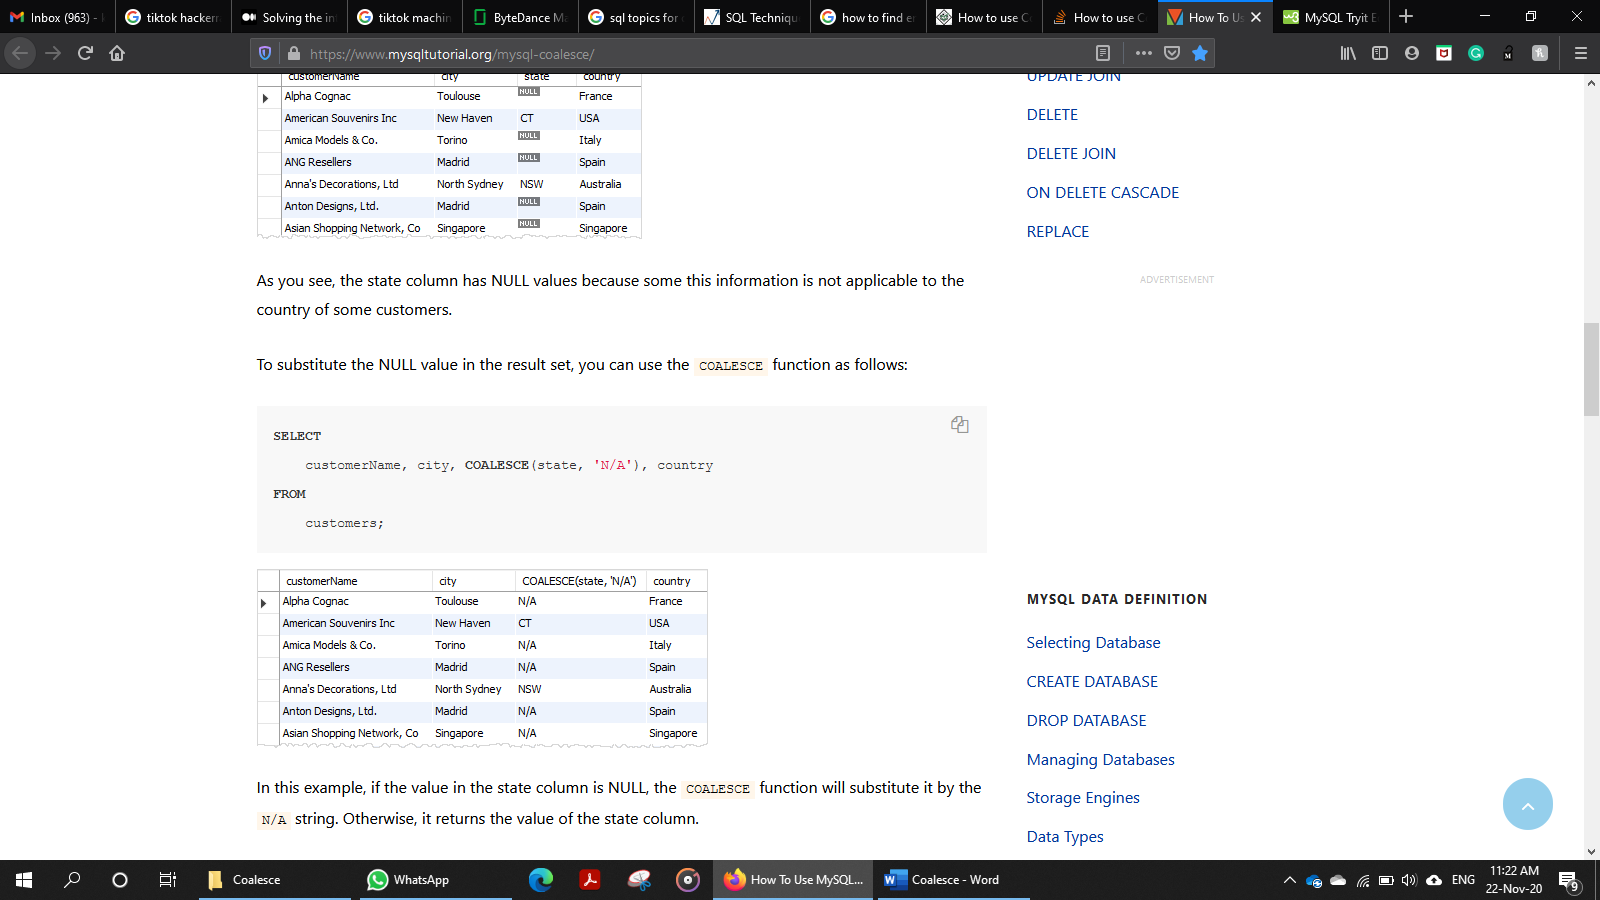 Inbox (963) -
tiktok hackern
Solving the in
tiktok machin
ByteDance Ma
sql topics for
SQL Techniqu
how to find e
How to use Co
How to use C
How To Us
MySQL Tryit E
https://www.mysqltutorial.org/mysql-coalesce/
customerName city state country
Alpha Cognac Toulouse NULL France
American Souvenirs Inc New Haven CT USA
Amica Models & Co. Torino NULL Italy
ANG Resellers Madrid NULL Spain
Anna's Decorations, Ltd North Sydney NSW Australia
Anton Designs, Ltd. Madrid NULL Spain
Asian Shopping Network, Co Singapore NULL Singapore
As you see, the state column has NULL values because some this information is not applicable to the
country of some customers.
To substitute the NULL value in the result set, you can use the COALESCE function as follows:
SELECT
customerName, city, COALESCE(state, 'N/A'), country
FROM
customers;
customerName city COALESCE(state, 'N/A') country
Alpha Cognac Toulouse N/A France
American Souvenirs Inc New Haven CT USA
Amica Models & Co. Torino N/A Italy
ANG Resellers Madrid N/A Spain
Anna's Decorations, Ltd North Sydney NSW Australia
Anton Designs, Ltd. Madrid N/A Spain
Asian Shopping Network, Co Singapore N/A Singapore
In this example, if the value in the state column is NULL, the COALESCE function will substitute it by the
N/A string. Otherwise, it returns the value of the state column.
UPDATE JOIN
DELETE
DELETE JOIN
ON DELETE CASCADE
REPLACE
ADVERTISEMENT
MYSQL DATA DEFINITION
Selecting Database
CREATE DATABASE
DROP DATABASE
Managing Databases
Storage Engines
Data Types
Coalesce
WhatsApp
How To Use MySQL...
Coalesce - Word
ENG
11:22 AM
22-Nov-20
9